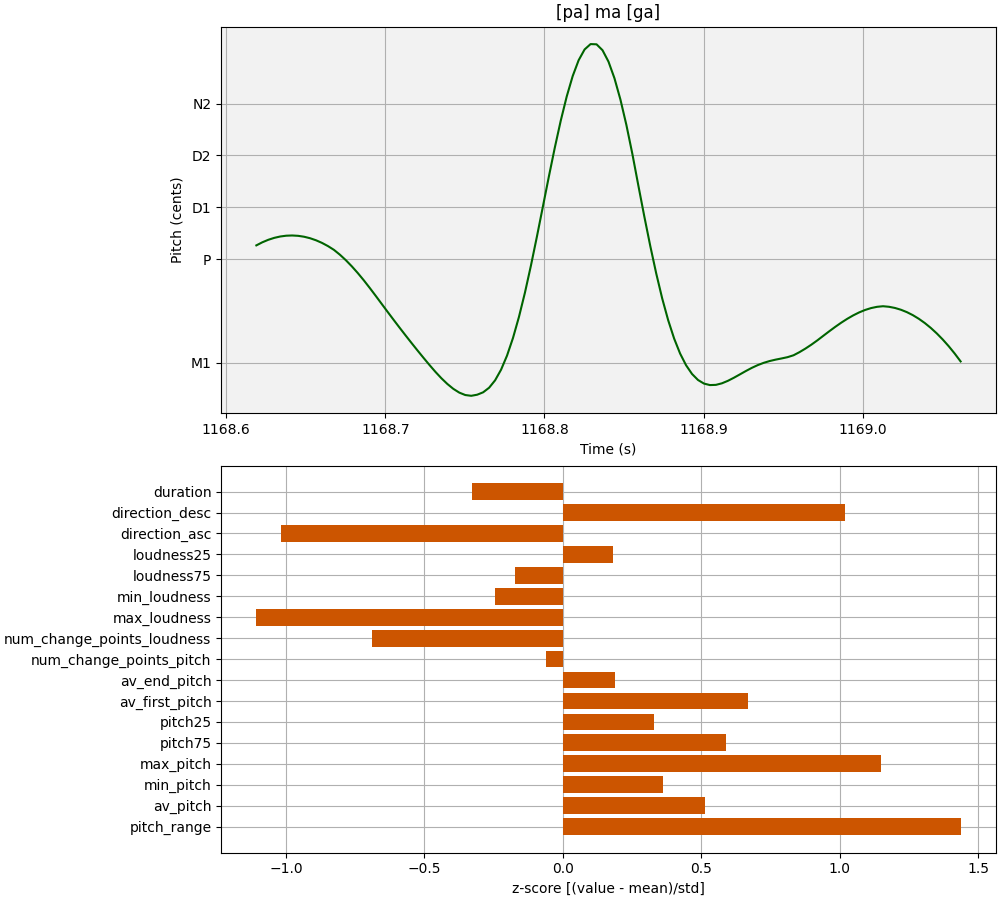 [pa] ma [ga]
N2
D2
D1
P
M1
Pitch (cents)
1168.6 1168.7 1168.8 1168.9 1169.0
Time (s)
duration
direction_desc
direction_asc
loudness25
loudness75
min_loudness
max_loudness
num_change_points_loudness
num_change_points_pitch
av_end_pitch
av_first_pitch
pitch25
pitch75
max_pitch
min_pitch
av_pitch
pitch_range
−1.0 −0.5 0.0 0.5 1.0 1.5
z-score [(value - mean)/std]